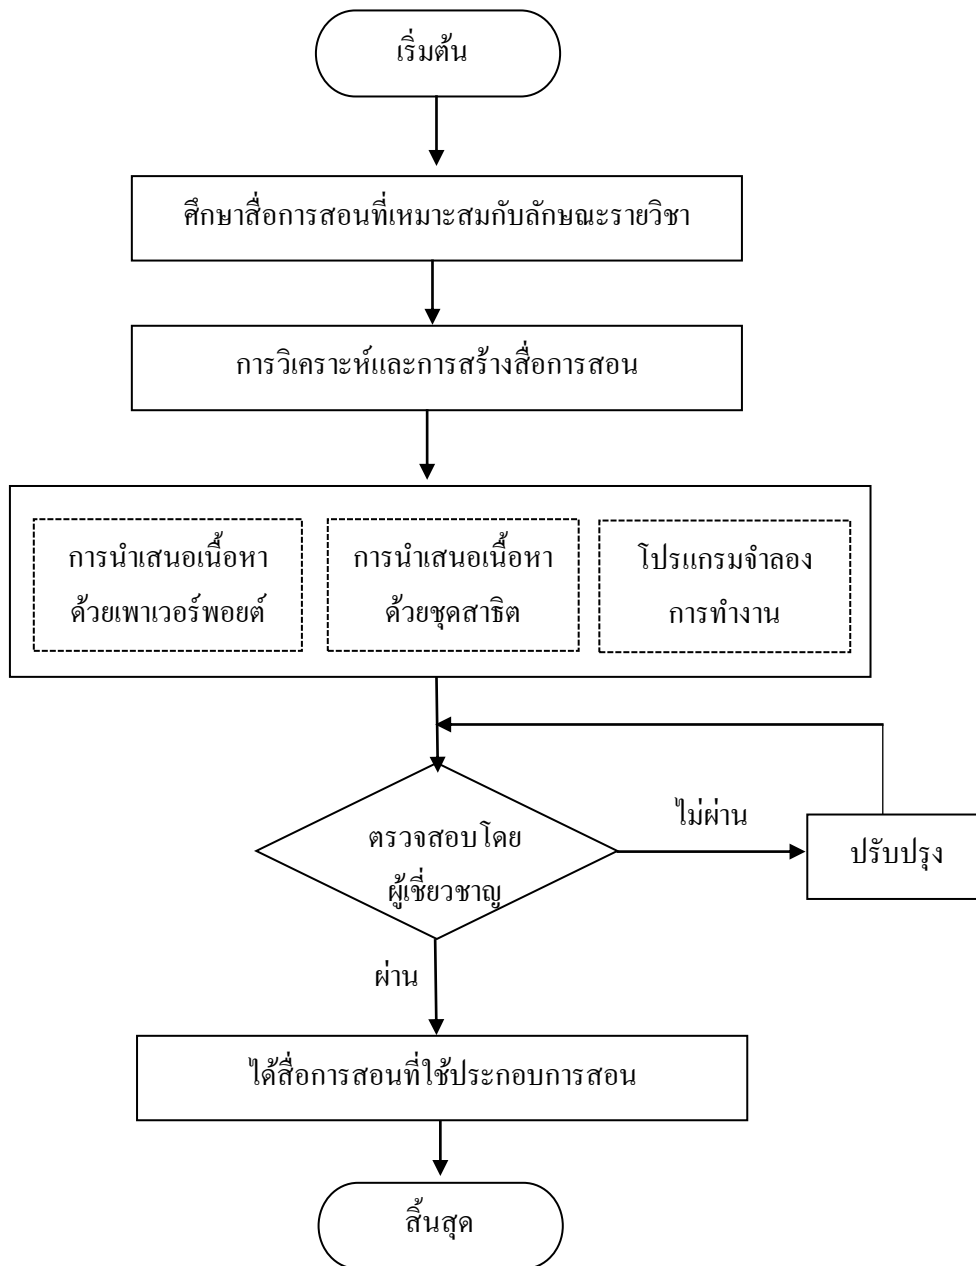 เริ่มต้น
ศึกษาสื่อการสอนที่เหมาะสมกับลักษณะรายวิชา
การวิเคราะห์และการสร้างสื่อการสอน
การนำเสนอเนื้อหา
ด้วยเพาเวอร์พอยต์
การนำเสนอเนื้อหา
ด้วยชุดสาธิต
โปรแกรมจำลอง
การทำงาน
ตรวจสอบโดย
ผู้เชี่ยวชาญ
ไม่ผ่าน
ปรับปรุง
ผ่าน
ได้สื่อการสอนที่ใช้ประกอบการสอน
สิ้นสุด